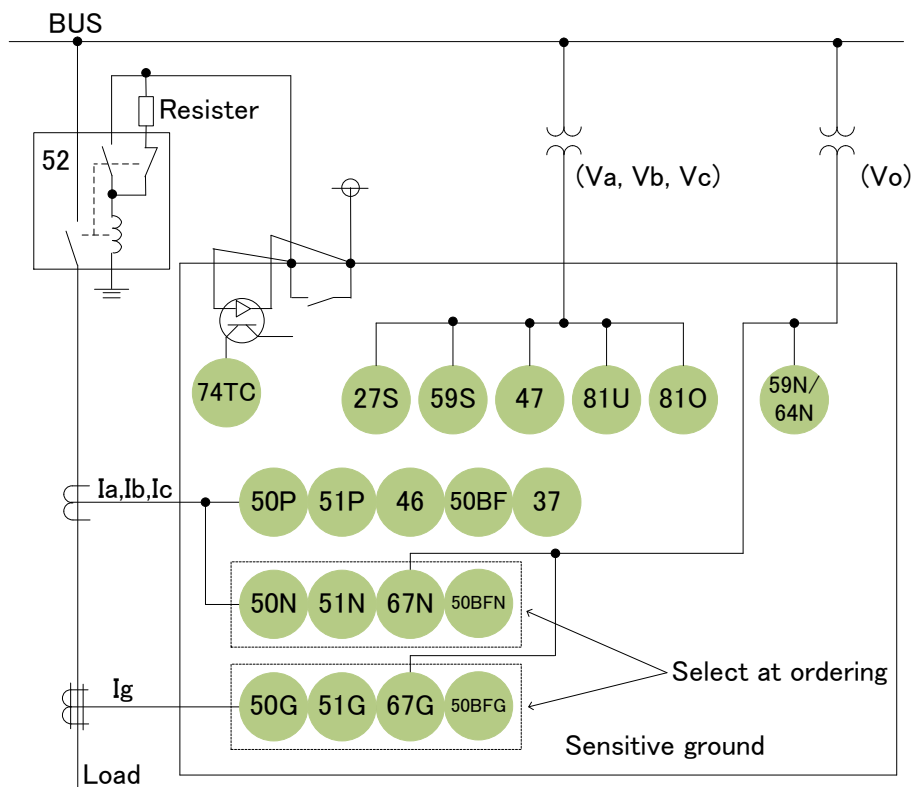 BUS
Resister
52
(Va, Vb, Vc)
(Vo)
74TC
27S
59S
47
81U
81O
59N/
64N
Ia,Ib,Ic
50P
51P
46
50BF
37
50N
51N
67N
50BFN
Select at ordering
Ig
50G
51G
67G
50BFG
Sensitive ground
Load